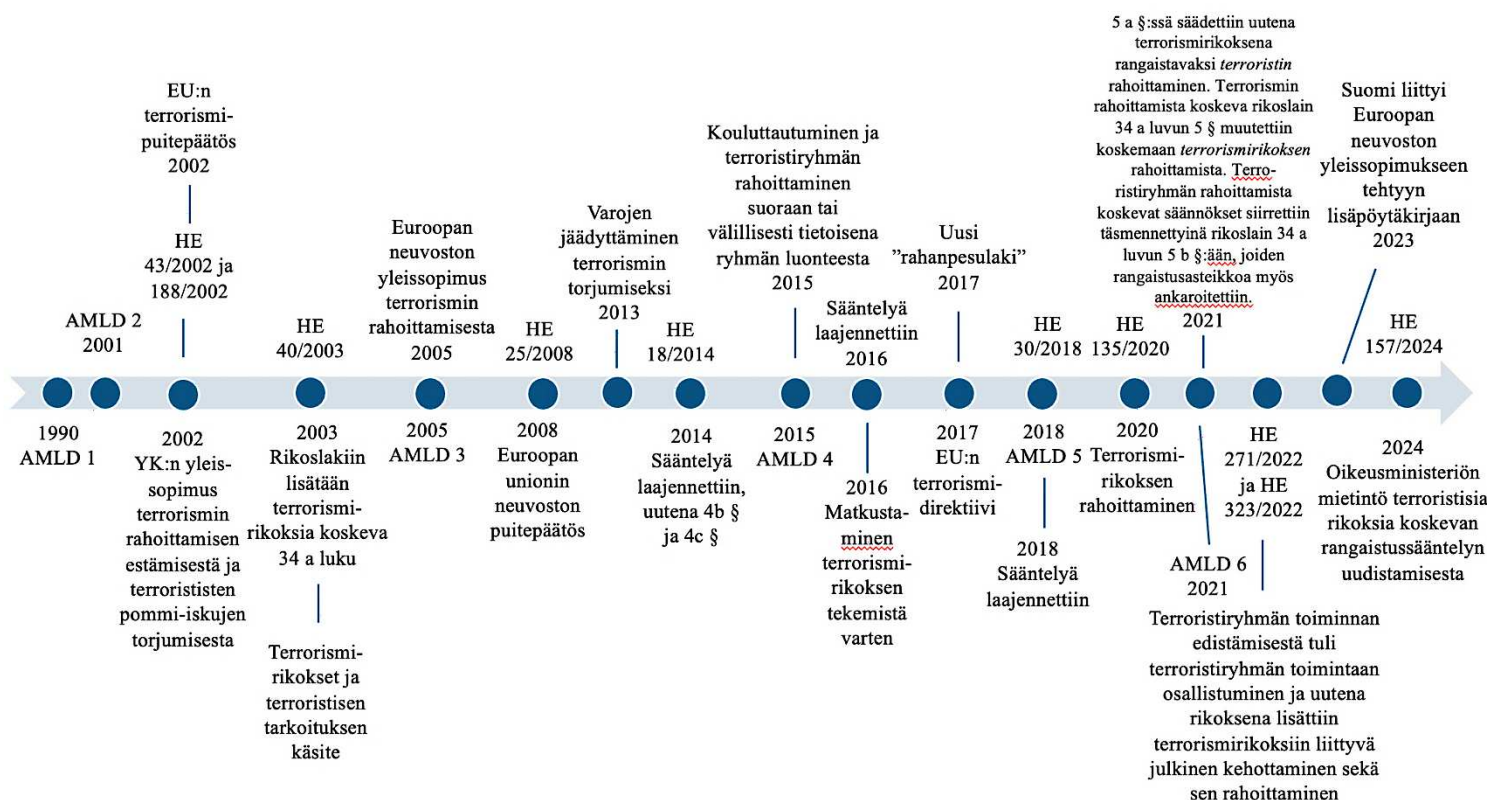 EU:n
terrorismi-
puitepäätös
2002
HE
43/2002 ja
188/2002
AMLD 2
2001
HE
40/2003
Euroopan
neuvoston
yleissopimus
terrorismin
rahoittamisesta
2005
HE
25/2008
Varojen
jäädyttäminen
terrorismin
torjumiseksi
2013
HE
18/2014
Kouluttautuminen ja
terroristiryhmän
rahoittaminen
suoraan tai
välillisesti tietoisena
ryhmän luonteesta
2015
Sääntelyä
laajennettiin
2016
Uusi
”rahanpesulaki”
2017
HE
30/2018
HE
135/2020
5 a §:ssä säädettiin uutena
terrorismirikoksena
rangaistavaksi terroristin
rahoittaminen. Terrorismin
rahoittamista koskeva rikoslain
34 a luvun 5 § muutettiin
koskemaan terrorismirikoksen
rahoittamista. Terro-
ristiryhmän rahoittamista
koskevat säännökset siirrettiin
täsmennettyinä rikoslain 34 a
luvun 5 b §:ään, joiden
rangaistusasteikkoa myös
ankaroitettiin.
2021
Suomi liittyi
Euroopan
neuvoston
yleissopimukseen
tehtyyn
lisäpöytäkirjaan
2023
HE
157/2024
1990
AMLD 1
2002
YK:n yleis-
sopimus
terrorismin
rahoittamisen
estämisestä ja
terrorististen
pommi-iskujen
torjumisesta
2003
Rikoslakiin
lisätään
terrorismi-
rikoksia koskeva
34 a luku
Terrorismi-
rikokset ja
terroristisen
tarkoituksen
käsite
2005
AMLD 3
2008
Euroopan
unionin
neuvoston
puitepäätös
2014
Sääntelyä
laajennettiin,
uutena 4b §
ja 4c §
2015
AMLD 4
2016
Matkusta-
minen
terrorismi-
rikoksen
tekemistä
varten
2017
EU:n
terrorismi-
direktiivi
2018
AMLD 5
2018
Sääntelyä
laajennettiin
2020
Terrorismi-
rikoksen
rahoittaminen
AMLD 6
2021
HE
271/2022
ja HE
323/2022
Terroristiryhmän toiminnan
edistämisestä tuli
terroristiryhmän toimintaan
osallistuminen ja uutena
rikoksena lisättiin
terrorismirikoksiin liittyvä
julkinen kehottaminen sekä
sen rahoittaminen
2024
Oikeusministeriön
mietintö terroristisia
rikoksia koskevan
rangaistussääntelyn
uudistamisesta